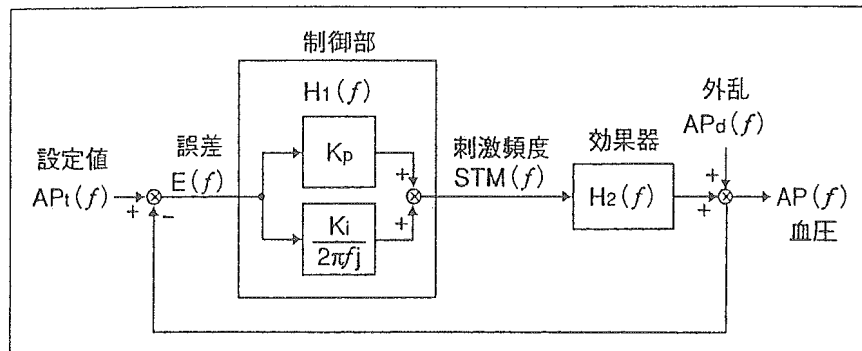 制御部
H1(f)
Kp
Ki
2πfj
設定値
APt(f)
誤差
E(f)
刺激頻度
STM(f)
効果器
H2(f)
外乱
APd(f)
AP(f)
血圧
+
−
+
+
+
+